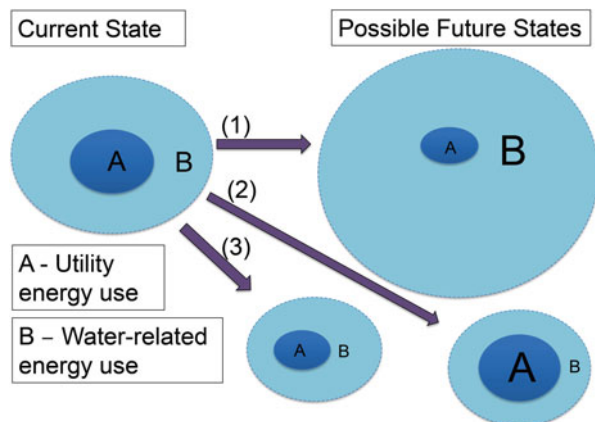 Current State
Possible Future States
(1)
A
B
A
B
(2)
(3)
A - Utility
energy use
B – Water-related
energy use
A
B
A
B